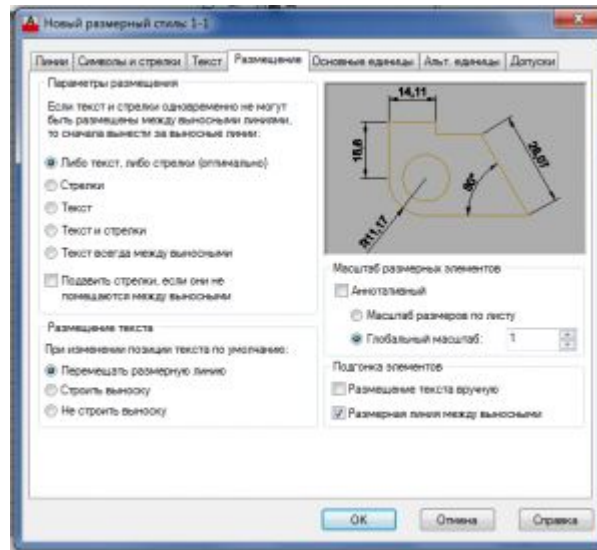 Новый размерный стиль: 1-1
Линии Символы и стрелки Текст Размещение Основные единицы Альт. единицы Допуски
Параметры размещения
Если текст и стрелки одновременно не могут
быть размещены между выносными линиями,
то сначала вынести за выносные линии:
Либо текст, либо стрелки (оптимально)
Стрелки
Текст
Текст и стрелки
Текст всегда между выносными
Подавить стрелки, если они не
помещаются между выносными
Размещение текста
При изменении позиции текста по умолчанию:
Перемещать размерную линию
Строить выноску
Не строить выноску
14,11
16,6
28,07
60°
R11,17
Масштаб размерных элементов
Аннотативный
Масштаб размеров по листу
Глобальный масштаб: 1
Подгонка элементов
Размещение текста вручную
Размерная линия между выносными
OK Отмена Справка